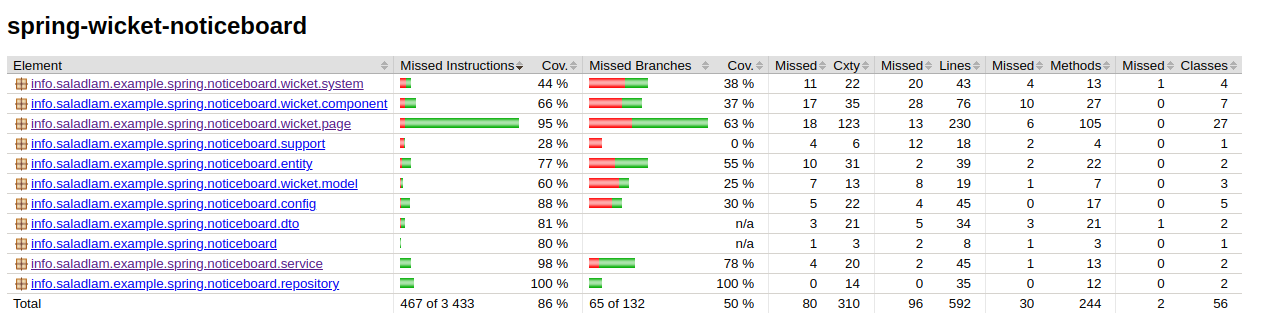 spring-wicket-noticeboard
Element Missed Instructions Cov. Missed Branches Cov. Missed Cxty Missed Lines Missed Methods Missed Classes
info.saladlam.example.spring.noticeboard.wicket.system 44 % 38 % 11 22 20 43 4 13 1 4
info.saladlam.example.spring.noticeboard.wicket.component 66 % 37 % 17 35 28 76 10 27 0 7
info.saladlam.example.spring.noticeboard.wicket.page 95 % 63 % 18 123 13 230 6 105 0 27
info.saladlam.example.spring.noticeboard.support 28 % 0 % 4 6 12 18 2 4 0 1
info.saladlam.example.spring.noticeboard.entity 77 % 55 % 10 31 2 39 2 22 0 2
info.saladlam.example.spring.noticeboard.wicket.model 60 % 25 % 7 13 8 19 1 7 0 3
info.saladlam.example.spring.noticeboard.config 88 % 30 % 5 22 4 45 0 17 0 5
info.saladlam.example.spring.noticeboard.dto 81 % n/a 3 21 5 34 3 21 1 2
info.saladlam.example.spring.noticeboard 80 % n/a 1 3 2 8 1 3 0 1
info.saladlam.example.spring.noticeboard.service 98 % 78 % 4 20 2 45 1 13 0 2
info.saladlam.example.spring.noticeboard.repository 100 % 100 % 0 14 0 35 0 12 0 2
Total 467 of 3 433 86 % 65 of 132 50 % 80 310 96 592 30 244 2 56